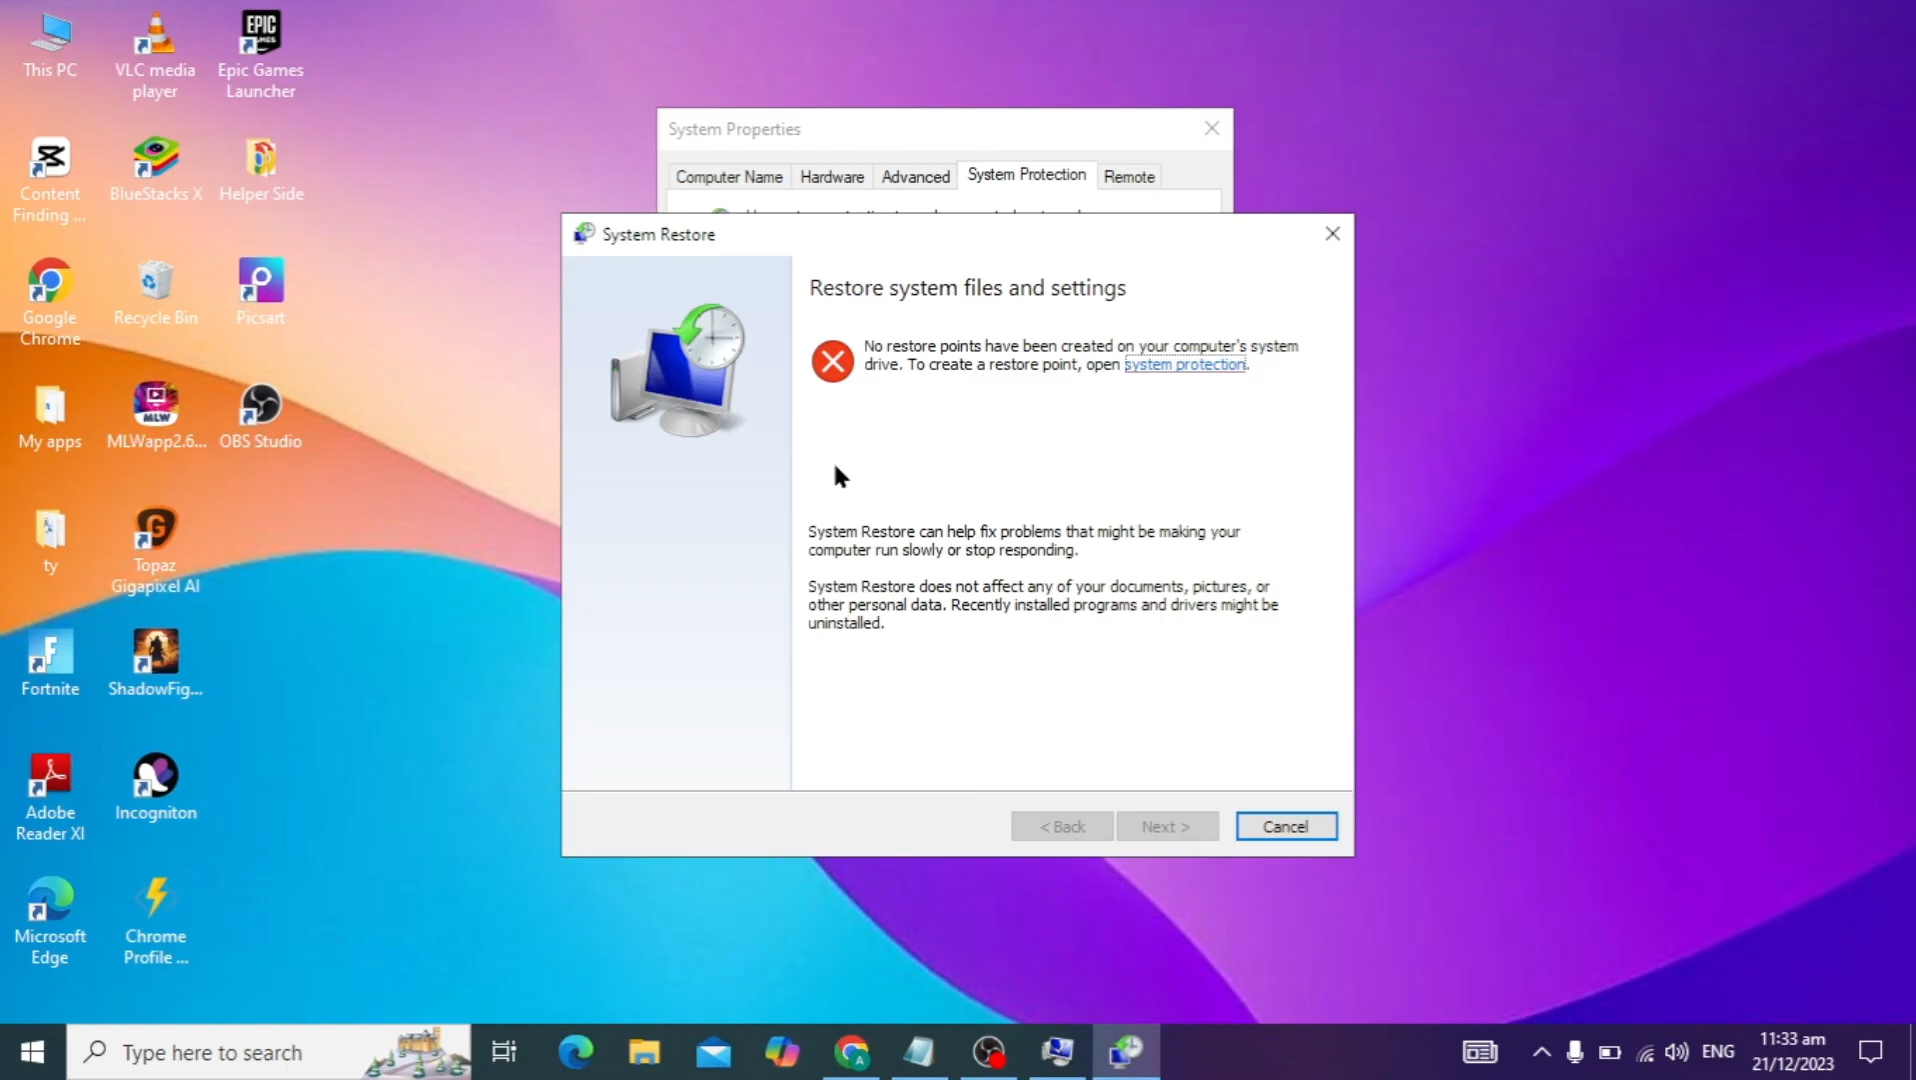 This PC
VLC media
player
Epic Games
Launcher
EPIC
GAMES
Content
Finding ...
BlueStacks X
Helper Side
Google
Chrome
Recycle Bin
Picsart
My apps
MLW
MLWapp2.6...
OBS Studio
ty
Topaz
Gigapixel AI
Fortnite
ShadowFig...
Adobe
Reader XI
Incogniton
Microsoft
Edge
Chrome
Profile ...
System Properties
Computer Name
Hardware
Advanced
System Protection
Remote
System Restore
Restore system files and settings
No restore points have been created on your computer's system
drive. To create a restore point, open system protection.
System Restore can help fix problems that might be making your
computer run slowly or stop responding.
System Restore does not affect any of your documents, pictures, or
other personal data. Recently installed programs and drivers might be
uninstalled.
< Back
Next >
Cancel
Type here to search
ENG
11:33 am
21/12/2023